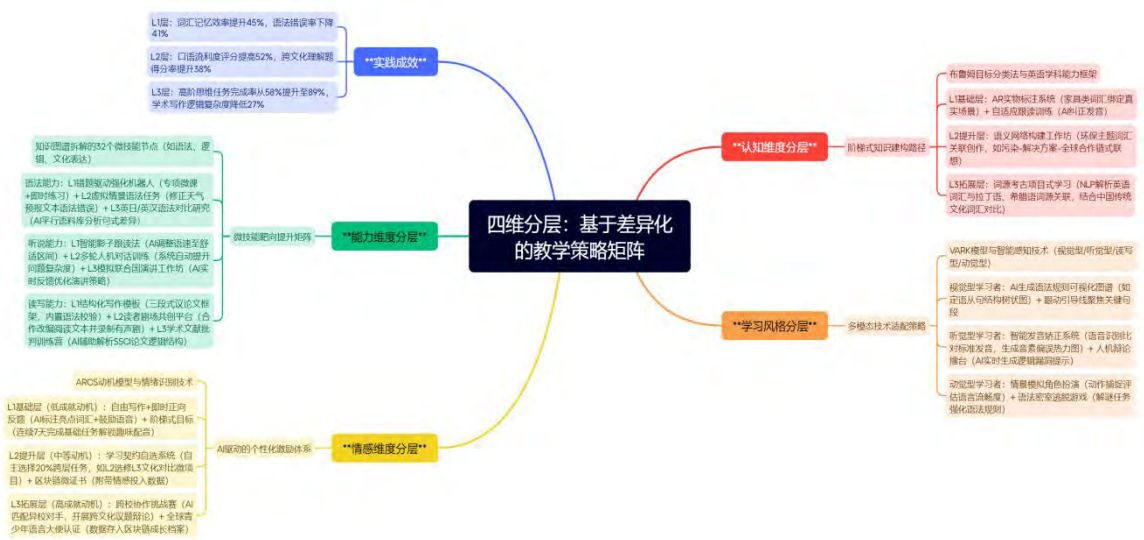 四维分层：基于差异化
的教学策略矩阵
**实践成效**
L1层：词汇记忆效率提升45%，语法错误率下降
41%
L2层：口语流利度评分提高52%，跨文化理解题
得分率提升38%
L3层：高阶思维任务完成率从58%提升至89%，
学术写作逻辑复杂度降低27%
**能力维度分层**
微技能靶向提升矩阵
知识图谱拆解的32个微技能节点（如语法、逻
辑、文化表达）
语法能力：L1错题驱动强化机器人（专项微课
+即时练习）+ L2虚拟情景语法任务（修正天气
预报文本语法错误）+ L3英日/英汉语法对比研究
（AI平行语料库分析句式差异）
听说能力：L1智能影子跟读法（AI调整语速至舒
适区间）+ L2多轮人机对话训练（系统自动提升
问题复杂度）+ L3模拟联合国演讲工作坊（AI实
时反馈优化演讲策略）
读写能力：L1结构化写作模板（三段式议论文框
架，内置语法校验）+ L2读者剧场共创平台（合
作改编阅读文本并录制有声剧）+ L3学术文献批
判训练营（AI辅助解析SSCI论文逻辑结构）
**情感维度分层**
AI驱动的个性化激励体系
ARCS动机模型与情绪识别技术
L1基础层（低成就动机）：自由写作+即时正向
反馈（AI标注亮点词汇+鼓励语音）+ 阶梯式目标
（连续7天完成基础任务解锁趣味配音）
L2提升层（中等动机）：学习契约自选系统（自
主选择20%跨层任务，如L2选修L3文化对比微项
目）+ 区块链微证书（附带情感投入数据）
L3拓展层（高成就动机）：跨校协作挑战赛（AI
匹配异校对手，开展跨文化议题辩论）+ 全球青
少年语言大使认证（数据存入区块链成长档案）
**认知维度分层**
阶梯式知识建构路径
布鲁姆目标分类法与英语学科能力框架
L1基础层：AR实物标注系统（家具类词汇绑定真
实场景）+ 自适应跟读训练（AI纠正发音）
L2提升层：语义网络构建工作坊（环保主题词汇
关联创作，如污染-解决方案-全球合作链式联
想）
L3拓展层：词源考古项目式学习（NLP解析英语
词汇与拉丁语、希腊语词源关联，结合中国传统
文化词汇对比）
**学习风格分层**
多模态技术适配策略
VARK模型与智能感知技术（视觉型/听觉型/读写
型/动觉型）
视觉型学习者：AI生成语法规则可视化图谱（如
定语从句结构树状图）+ 眼动引导线聚焦关键句
段
听觉型学习者：智能发音矫正系统（语音识别比
对标准发音，生成音素偏误热力图）+ 人机辩论
擂台（AI实时生成逻辑漏洞提示）
动觉型学习者：情景模拟角色扮演（动作捕捉评
估语言流畅度）+ 语法密室逃脱游戏（解谜任务
强化语法规则）